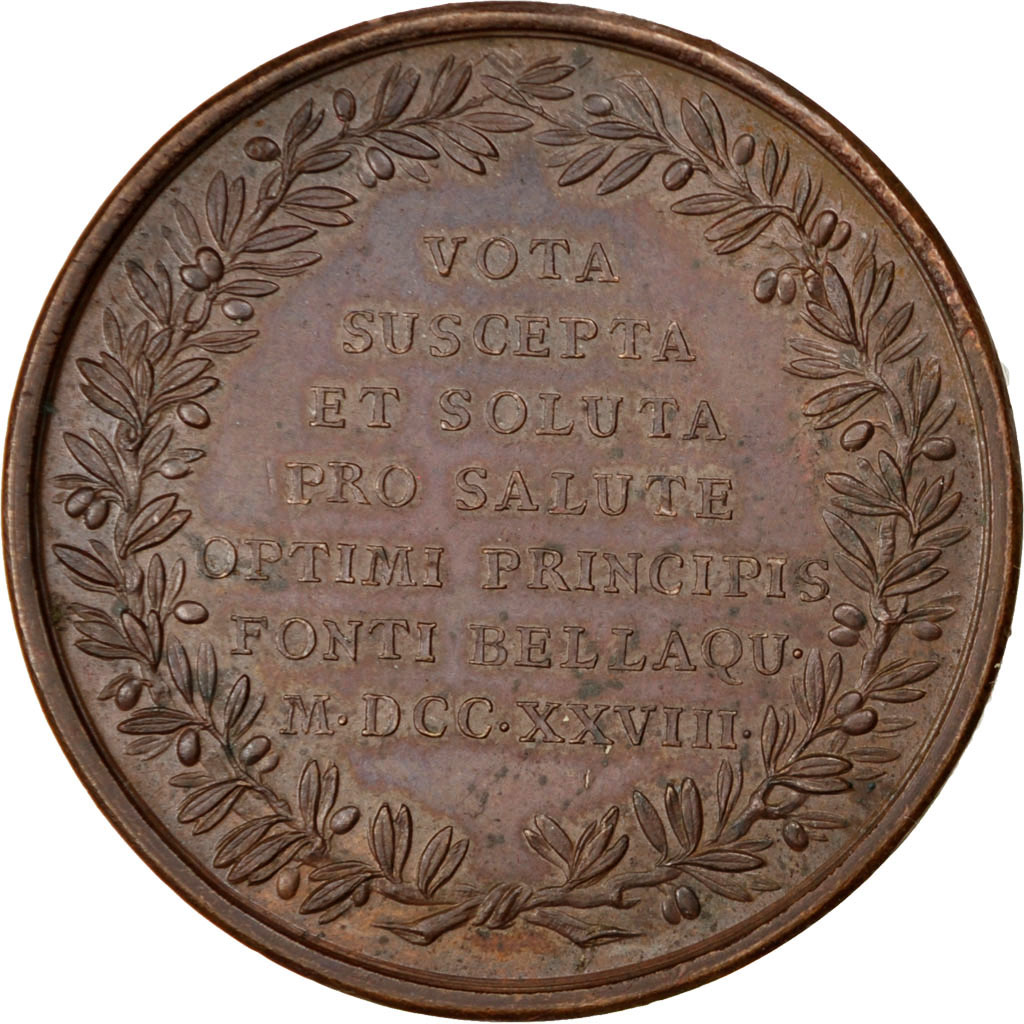 VOTA
SUSCEPTA
ET SOLUTA
PRO SALUTE
OPTIMI PRINCIPIS
FONTI BELLAQU·
M·DCC·XXVIII·